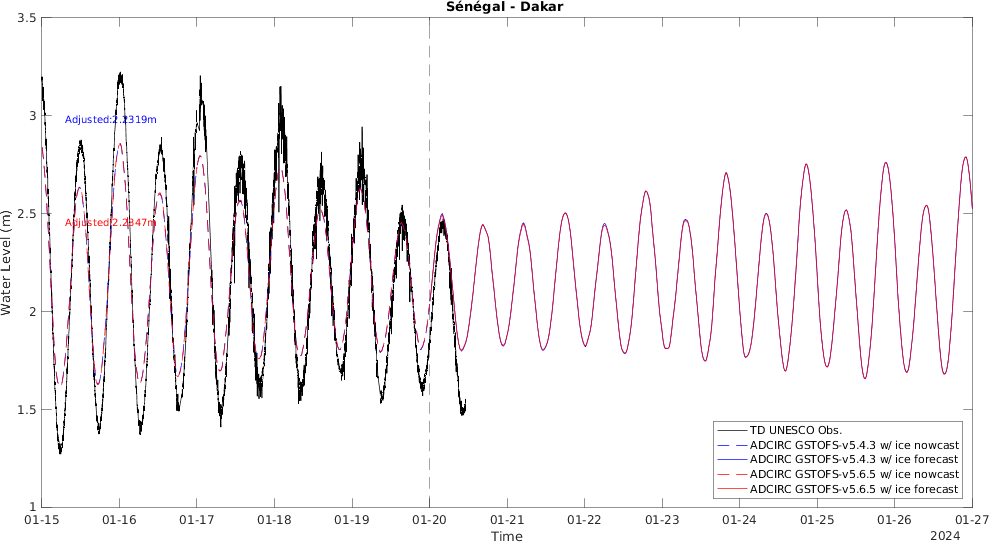 Sénégal - Dakar
3.5
3
2.5
2
1.5
1
Water Level (m)
Adjusted:2.2319m
Adjusted:2.2347m
TD UNESCO Obs.
ADCIRC GSTOFS-v5.4.3 w/ ice nowcast
ADCIRC GSTOFS-v5.4.3 w/ ice forecast
ADCIRC GSTOFS-v5.6.5 w/ ice nowcast
ADCIRC GSTOFS-v5.6.5 w/ ice forecast
01-15 01-16 01-17 01-18 01-19 01-20 01-21 01-22 01-23 01-24 01-25 01-26 01-27
Time
2024